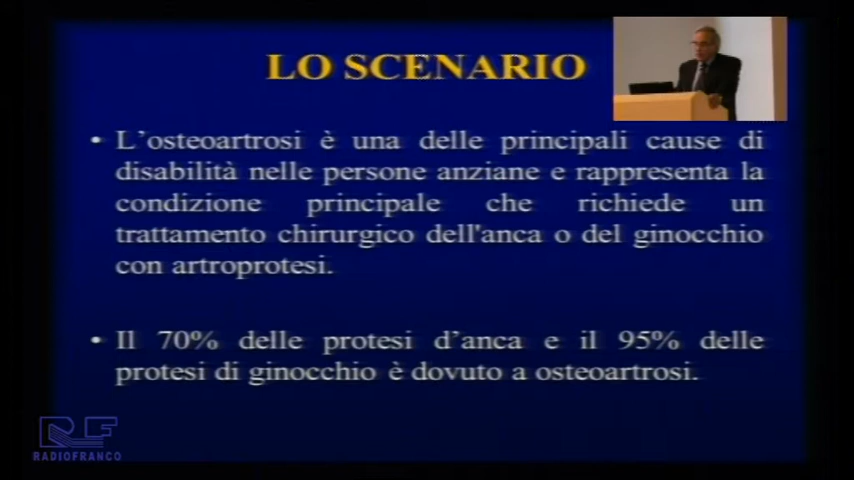 LO SCENARIO
• L'osteoartrosi è una delle principali cause di
disabilità nelle persone anziane e rappresenta la
condizione principale che richiede un
trattamento chirurgico dell'anca o del ginocchio
con artroprotesi.
• Il 70% delle protesi d'anca e il 95% delle
protesi di ginocchio è dovuto a osteoartrosi.
RF
RADIOFRANCO